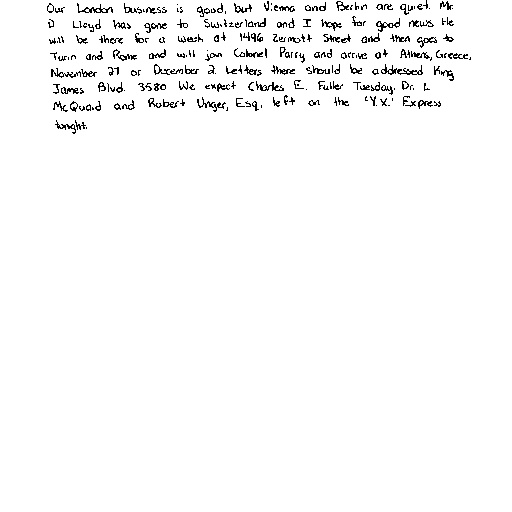 Our London business is good, but Vienna and Berlin are quiet. Mr.
D. Lloyd has gone to Switzerland and I hope for good news. He
will be there for a week at 1496 Zermott Street and then goes to
Turin and Rome and will join Colonel Parry and arrive at Athens, Greece,
November 27 or December 2. Letters there should be addressed King
James Blvd. 3580. We expect Charles E. Fuller Tuesday. Dr. L.
McQuaid and Robert Unger, Esq. left on the 'Y.X.' Express
tonight.